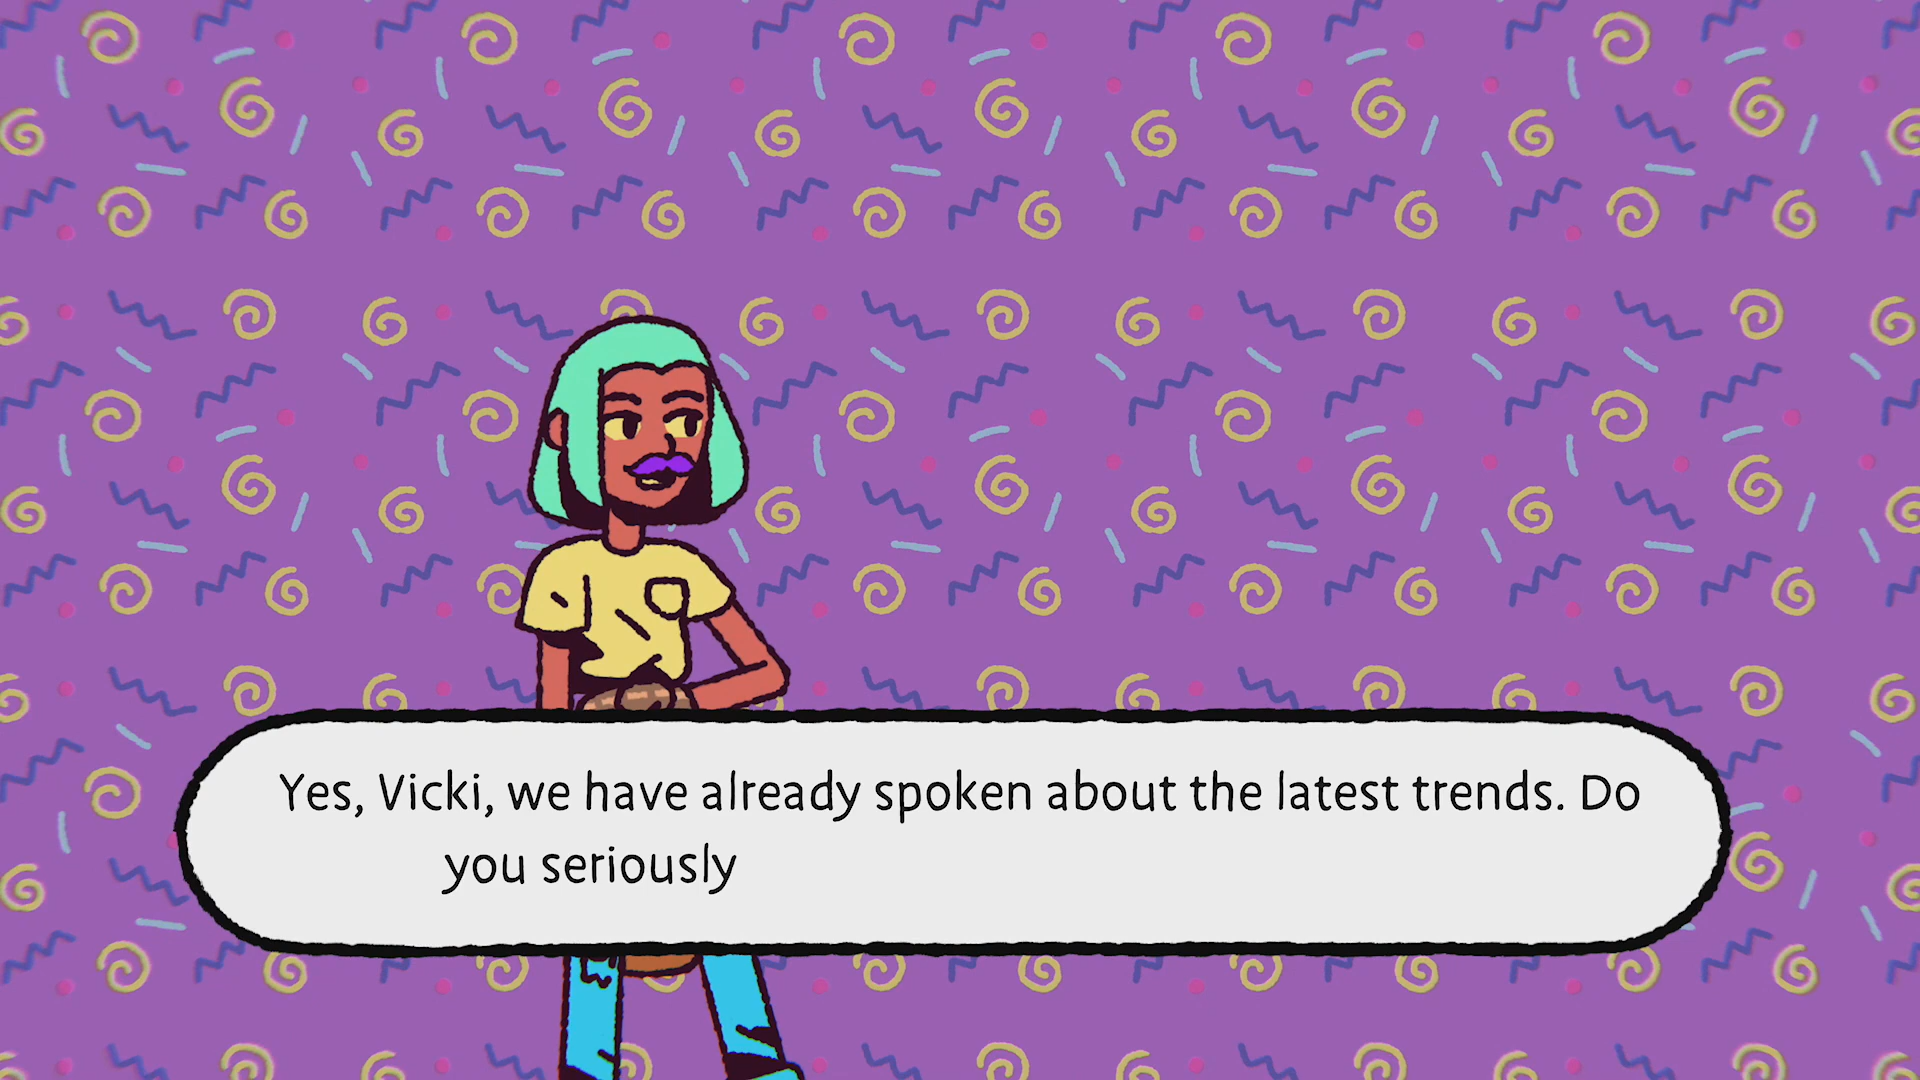 Yes, Vicki, we have already spoken about the latest trends. Do
you seriously